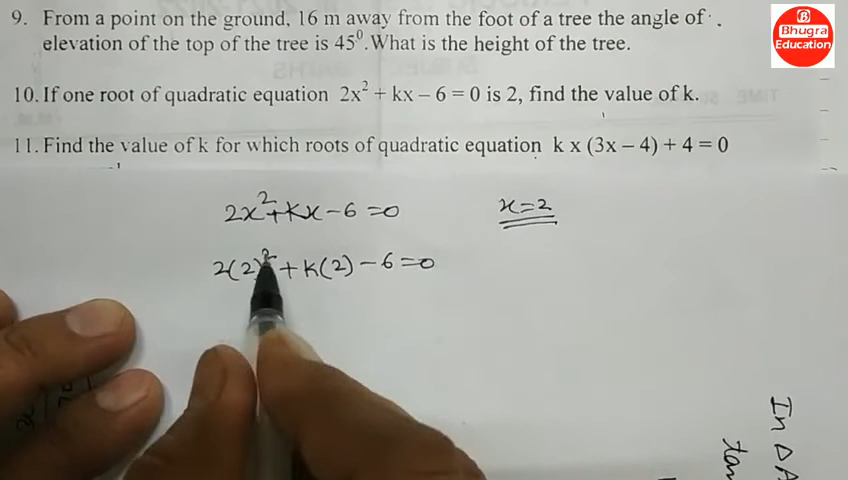 9. From a point on the ground, 16 m away from the foot of a tree the angle of
elevation of the top of the tree is 45⁰. What is the height of the tree.
10. If one root of quadratic equation 2x² + kx – 6 = 0 is 2, find the value of k.
11. Find the value of k for which roots of quadratic equation k x (3x – 4) + 4 = 0
2x² + kx – 6 = 0
x = 2
2(2)² + k(2) – 6 = 0
In Δ A
tan
B
Bhugra
Education